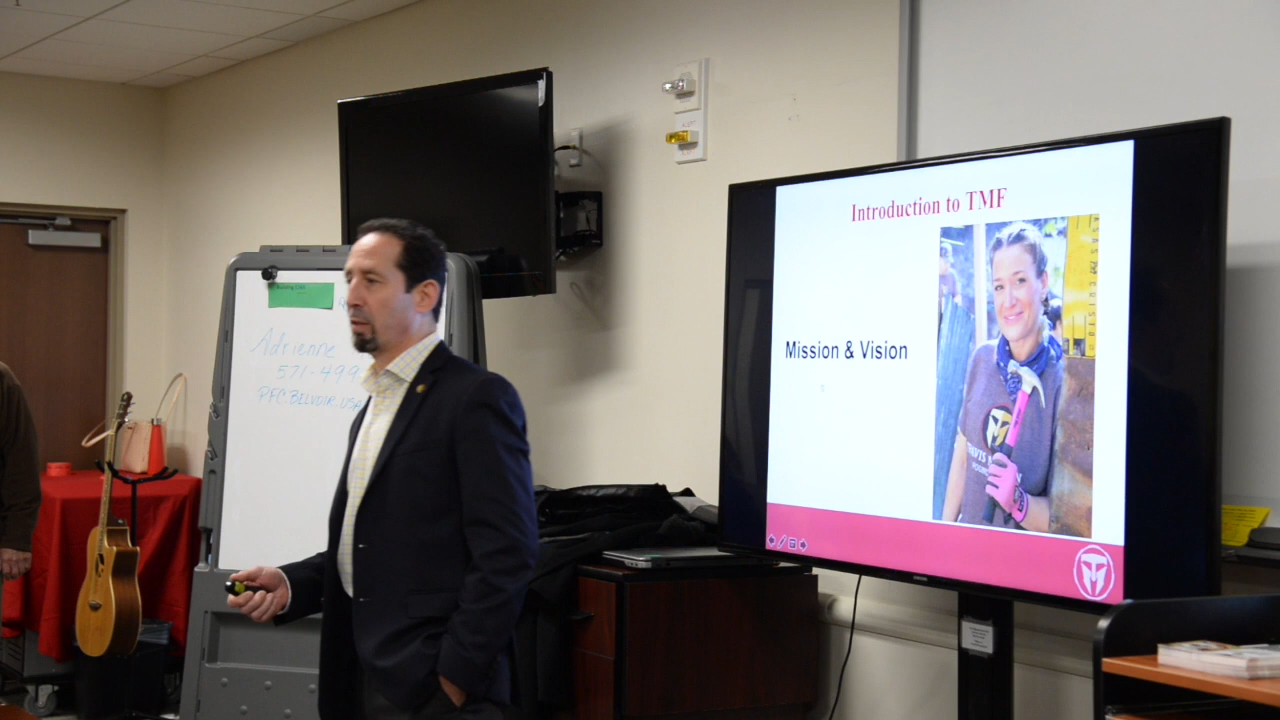 Introduction to TMF
Mission & Vision
Adrienne
571-499
PFC.BELVOIR.USA